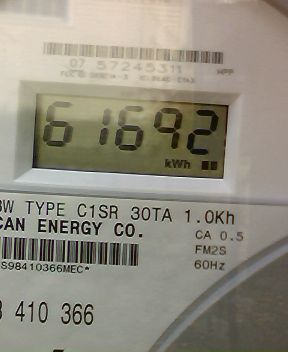 07 57245311
61692
kWh
3W TYPE C1SR 30TA 1.0Kh
CAN ENERGY CO.
CA 0.5
FM2S
60Hz
S98410366MEC*
410 366